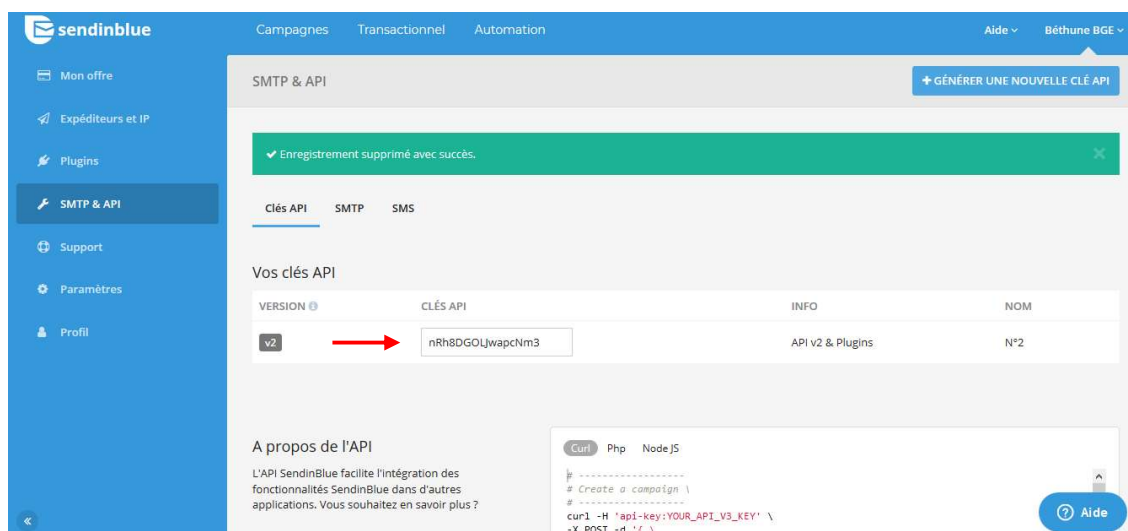 sendinblue
Campagnes Transactionnel Automation
Aide
Béthune BGE
Mon offre
Expéditeurs et IP
Plugins
SMTP & API
Support
Paramètres
Profil
SMTP & API
+ GÉNÉRER UNE NOUVELLE CLÉ API
Enregistrement supprimé avec succès.
Clés API SMTP SMS
Vos clés API
VERSION CLÉS API INFO NOM
v2 nRh8DGOLJwapcNm3 API v2 & Plugins N°2
A propos de l'API
L'API SendinBlue facilite l'intégration des
fonctionnalités SendinBlue dans d'autres
applications. Vous souhaitez en savoir plus ?
Curl Php Node JS
# ------------------
# Create a campaign \
# ------------------
curl -H 'api-key:YOUR_API_V3_KEY' \
-X POST -d '{ \
Aide